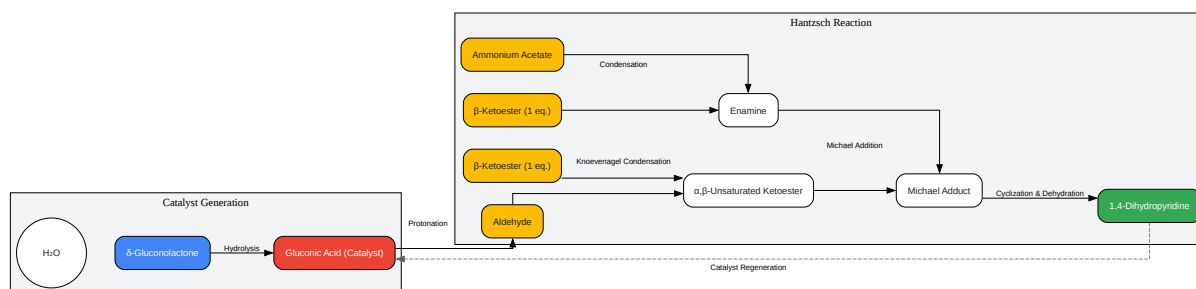 Hantzsch Reaction
Ammonium Acetate
Condensation
β-Ketoester (1 eq.)
Enamine
Michael Addition
β-Ketoester (1 eq.)
Knoevenagel Condensation
α,β-Unsaturated Ketoester
Michael Adduct
Cyclization & Dehydration
1,4-Dihydropyridine
Aldehyde
Protonation
Catalyst Generation
H₂O
δ-Gluconolactone
Hydrolysis
Gluconic Acid (Catalyst)
Catalyst Regeneration